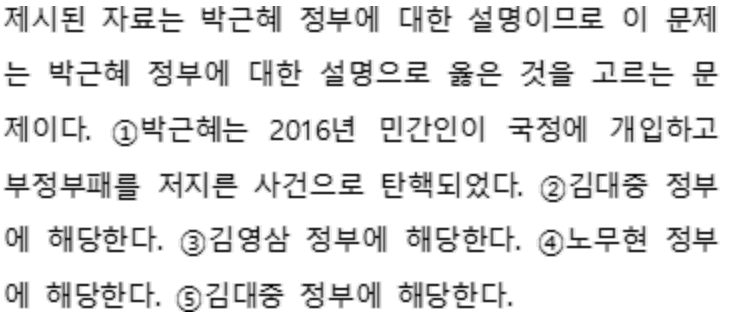 제시된 자료는 박근혜 정부에 대한 설명이므로 이 문제
는 박근혜 정부에 대한 설명으로 옳은 것을 고르는 문
제이다. ①박근혜는 2016년 민간인이 국정에 개입하고
부정부패를 저지른 사건으로 탄핵되었다. ②김대중 정부
에 해당한다. ③김영삼 정부에 해당한다. ④노무현 정부
에 해당한다. ⑤김대중 정부에 해당한다.